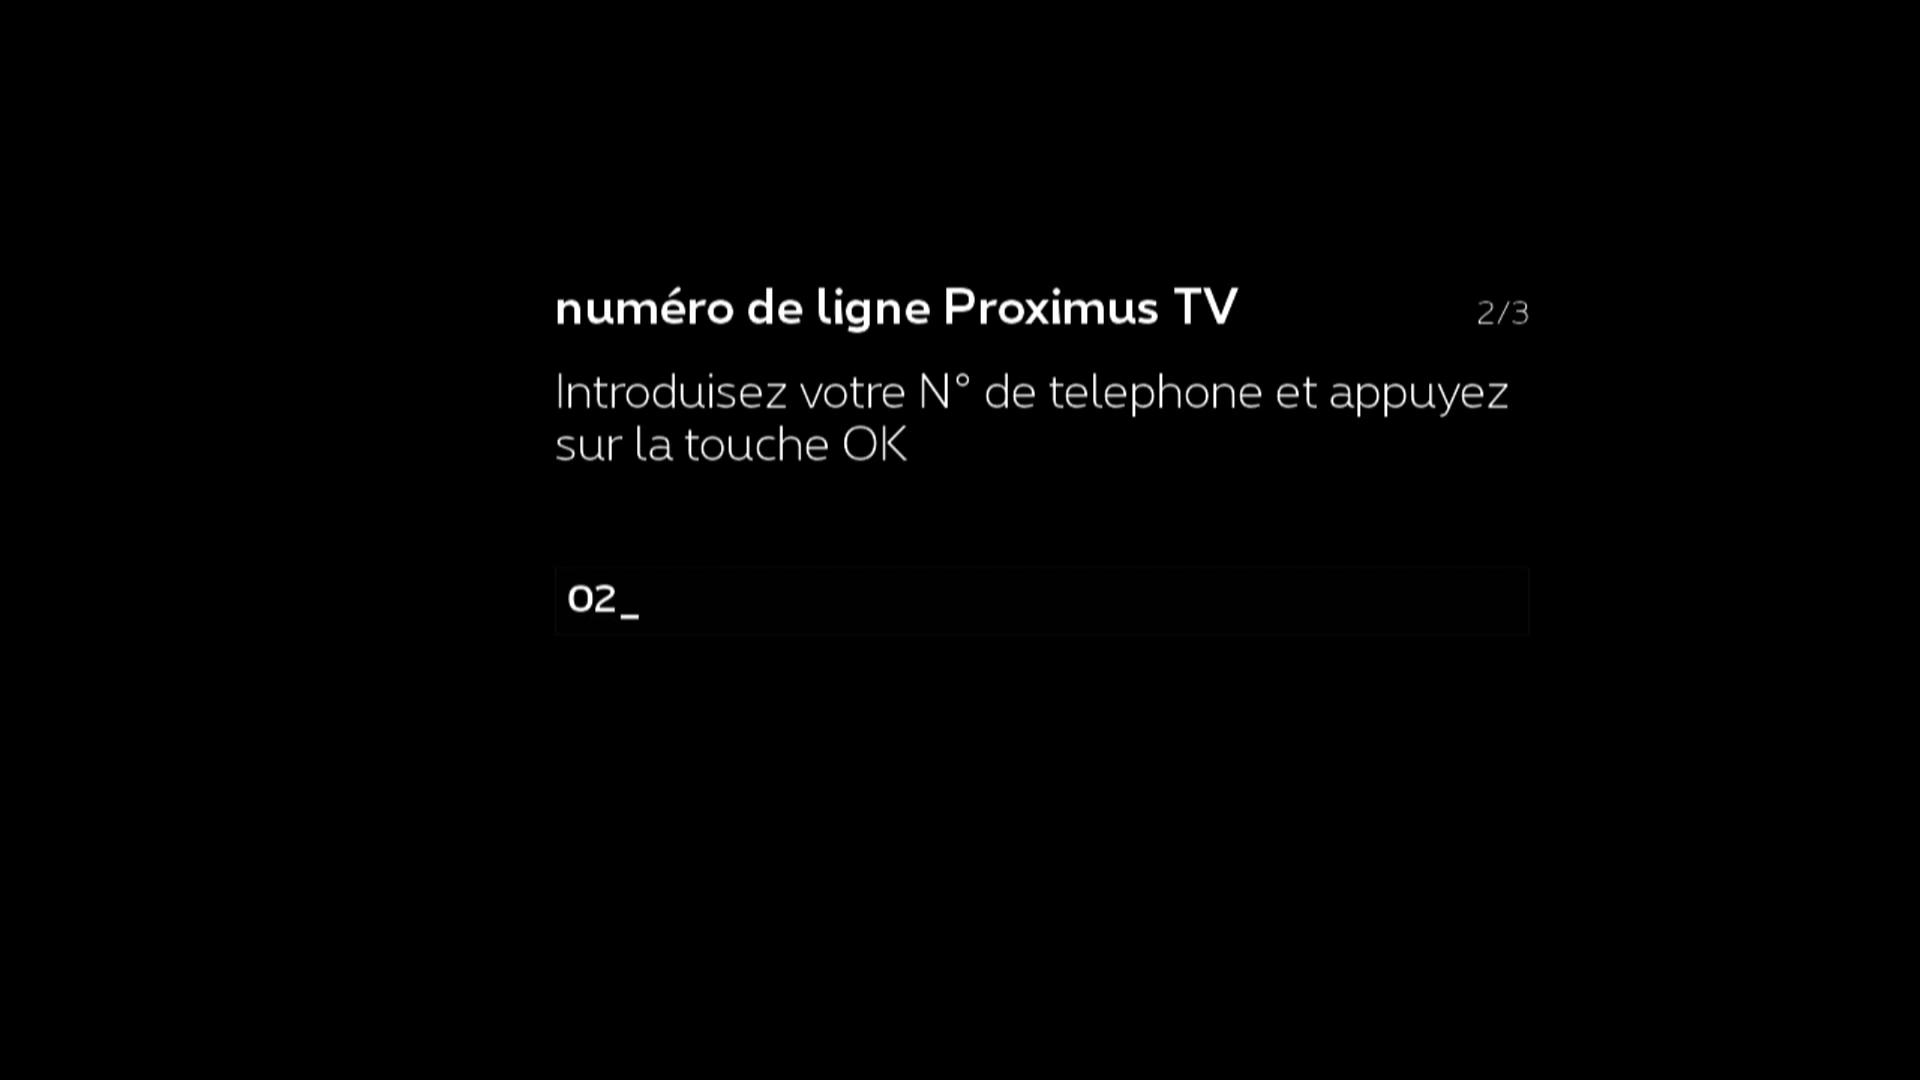 numéro de ligne Proximus TV 2/3
Introduisez votre N° de telephone et appuyez
sur la touche OK
02_